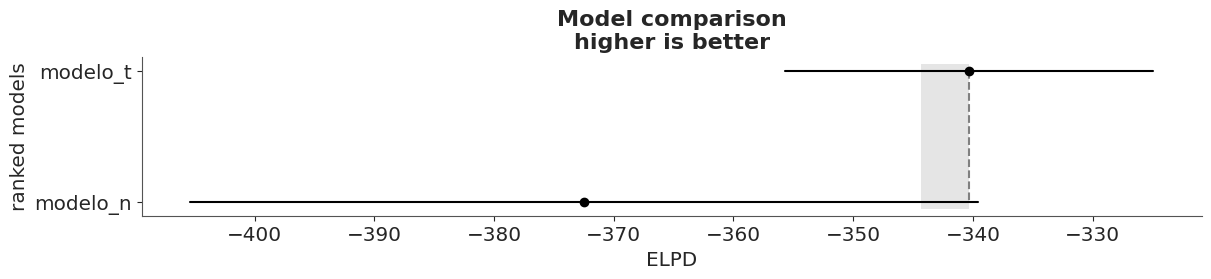 Model comparison
higher is better
ranked models
modelo_t
modelo_n
−400
−390
−380
−370
−360
−350
−340
−330
ELPD